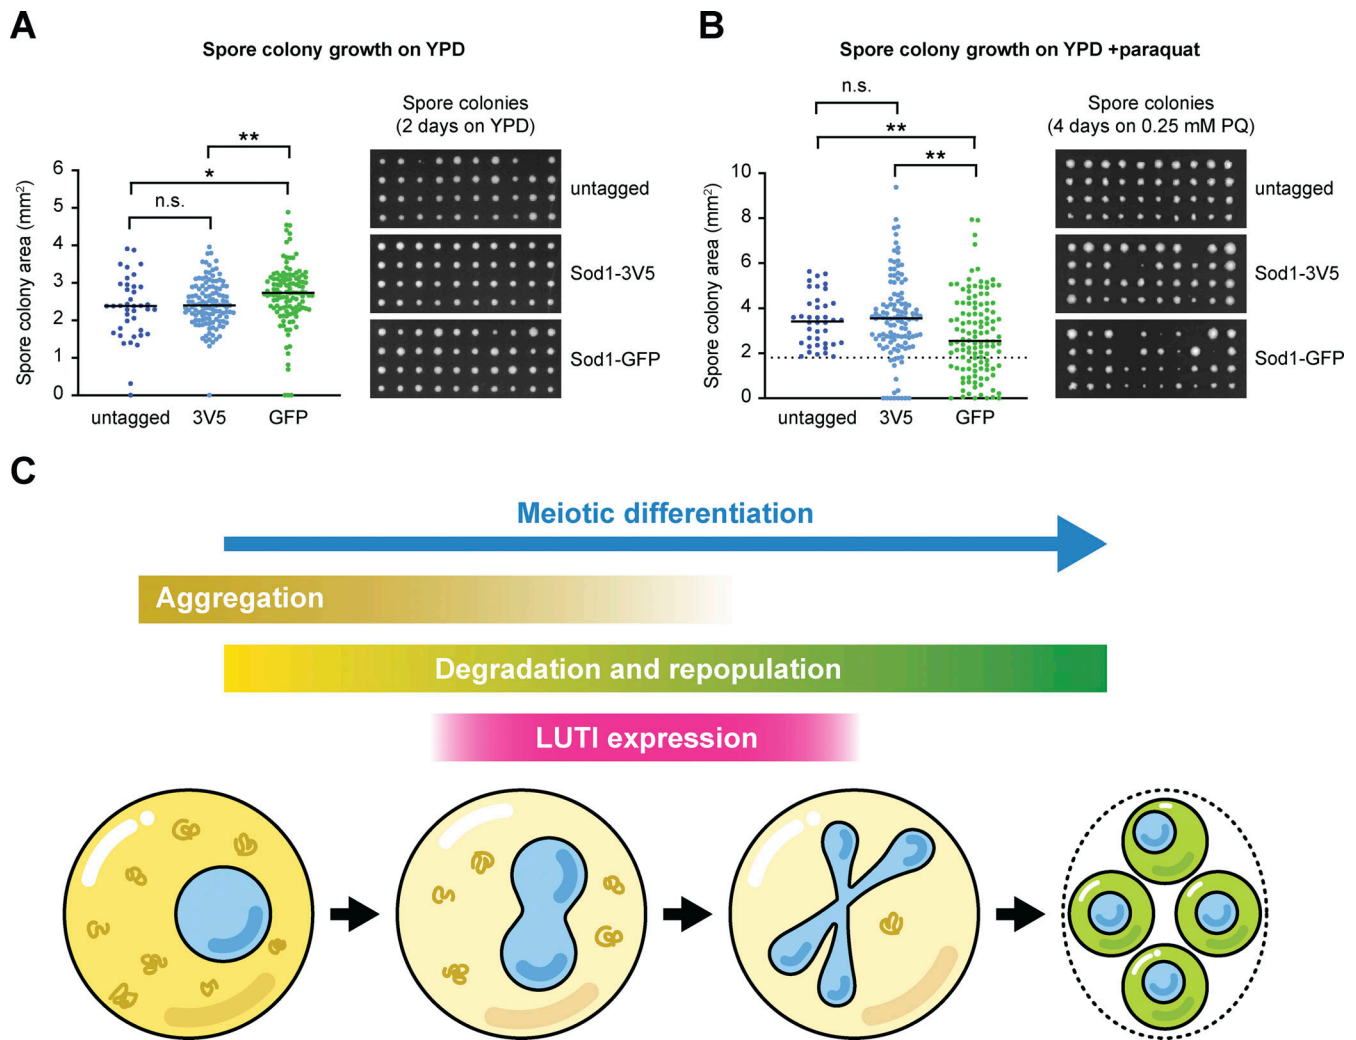 A
Spore colony growth on YPD
Spore colonies
(2 days on YPD)
**
*
n.s.
Spore colony area (mm²)
6
5
4
3
2
1
0
untagged
3V5
GFP
untagged
Sod1-3V5
Sod1-GFP
B
Spore colony growth on YPD +paraquat
n.s.
**
**
Spore colonies
(4 days on 0.25 mM PQ)
Spore colony area (mm²)
10
8
6
4
2
0
untagged
3V5
GFP
untagged
Sod1-3V5
Sod1-GFP
C
Meiotic differentiation
Aggregation
Degradation and repopulation
LUTI expression